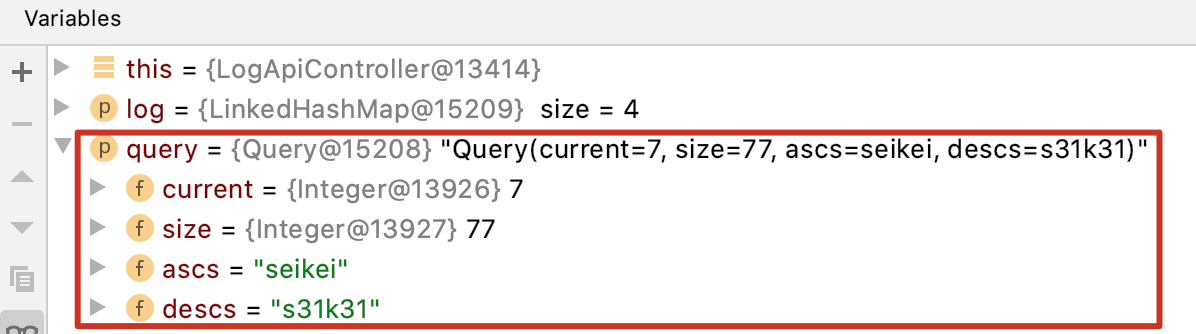 Variables
this = {LogApiController@13414}
p log = {LinkedHashMap@15209} size = 4
p query = {Query@15208} "Query(current=7, size=77, ascs=seikei, descs=s31k31)"
f current = {Integer@13926} 7
f size = {Integer@13927} 77
f ascs = "seikei"
f descs = "s31k31"